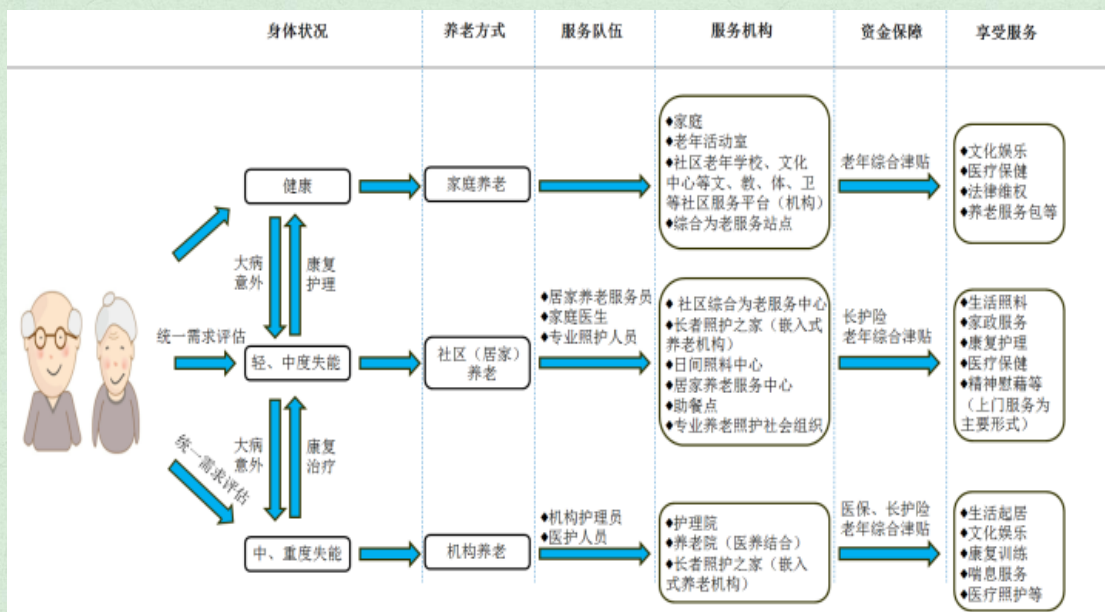 身体状况
养老方式
服务队伍
服务机构
资金保障
享受服务
健康
家庭养老
◆家庭
◆老年活动室
◆社区老年学校、文化
中心等文、教、体、卫
等社区服务平台（机构）
◆综合为老服务站点
老年综合津贴
◆文化娱乐
◆医疗保健
◆法律维权
◆养老服务包等
大病
意外
康复
护理
统一需求评估
轻、中度失能
社区（居家）
养老
◆居家养老服务员
◆家庭医生
◆专业照护人员
◆ 社区综合为老服务中心
◆长者照护之家（嵌入式
养老机构）
◆日间照料中心
◆居家养老服务中心
◆助餐点
◆专业养老照护社会组织
长护险
老年综合津贴
◆生活照料
◆家政服务
◆康复护理
◆医疗保健
◆精神慰藉等
（上门服务为
主要形式）
大病
意外
康复
治疗
统一需求评估
中、重度失能
机构养老
◆机构护理员
◆医护人员
◆护理院
◆养老院（医养结合）
◆长者照护之家（嵌入
式养老机构）
医保、长护险
老年综合津贴
◆生活起居
◆文化娱乐
◆康复训练
◆喘息服务
◆医疗照护等